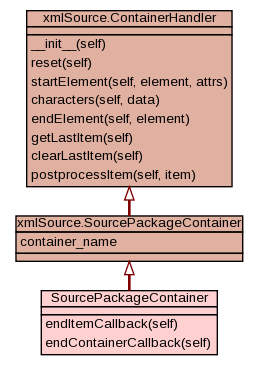 xmlSource.ContainerHandler
__init__(self)
reset(self)
startElement(self, element, attrs)
characters(self, data)
endElement(self, element)
getLastItem(self)
clearLastItem(self)
postprocessItem(self, item)
xmlSource.SourcePackageContainer
container_name
SourcePackageContainer
endItemCallback(self)
endContainerCallback(self)